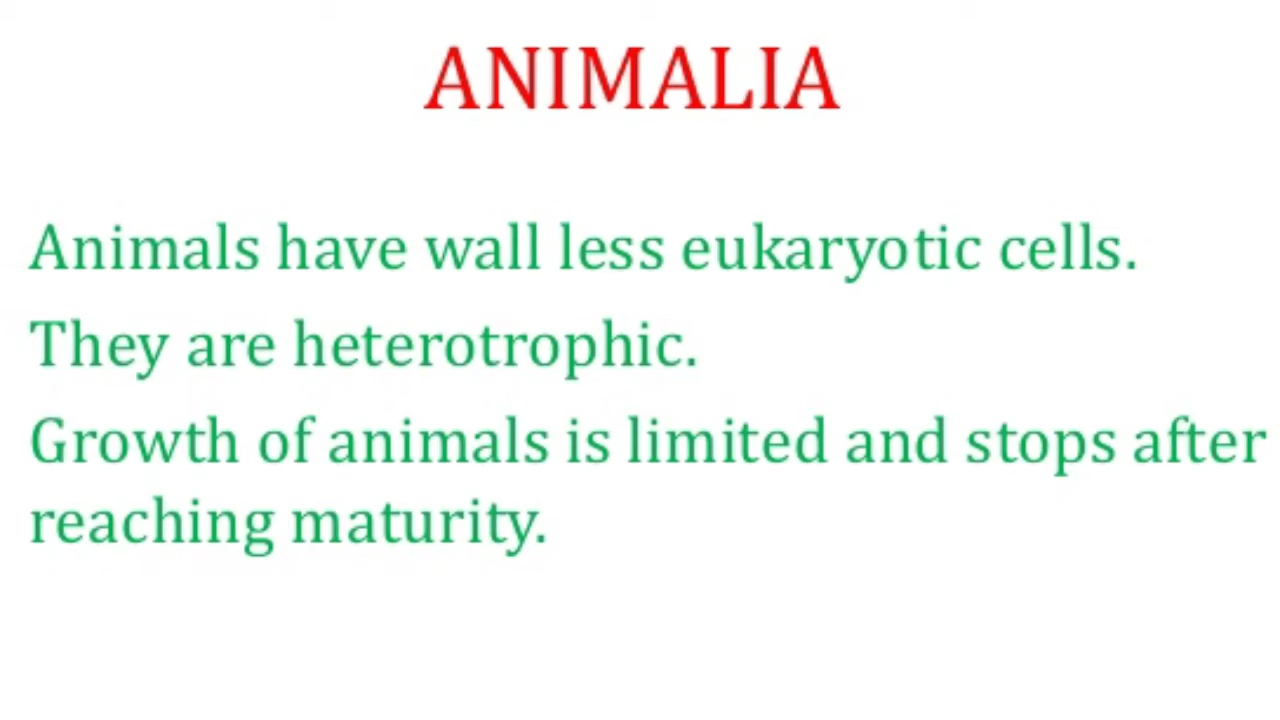 ANIMALIA
Animals have wall less eukaryotic cells.
They are heterotrophic.
Growth of animals is limited and stops after
reaching maturity.